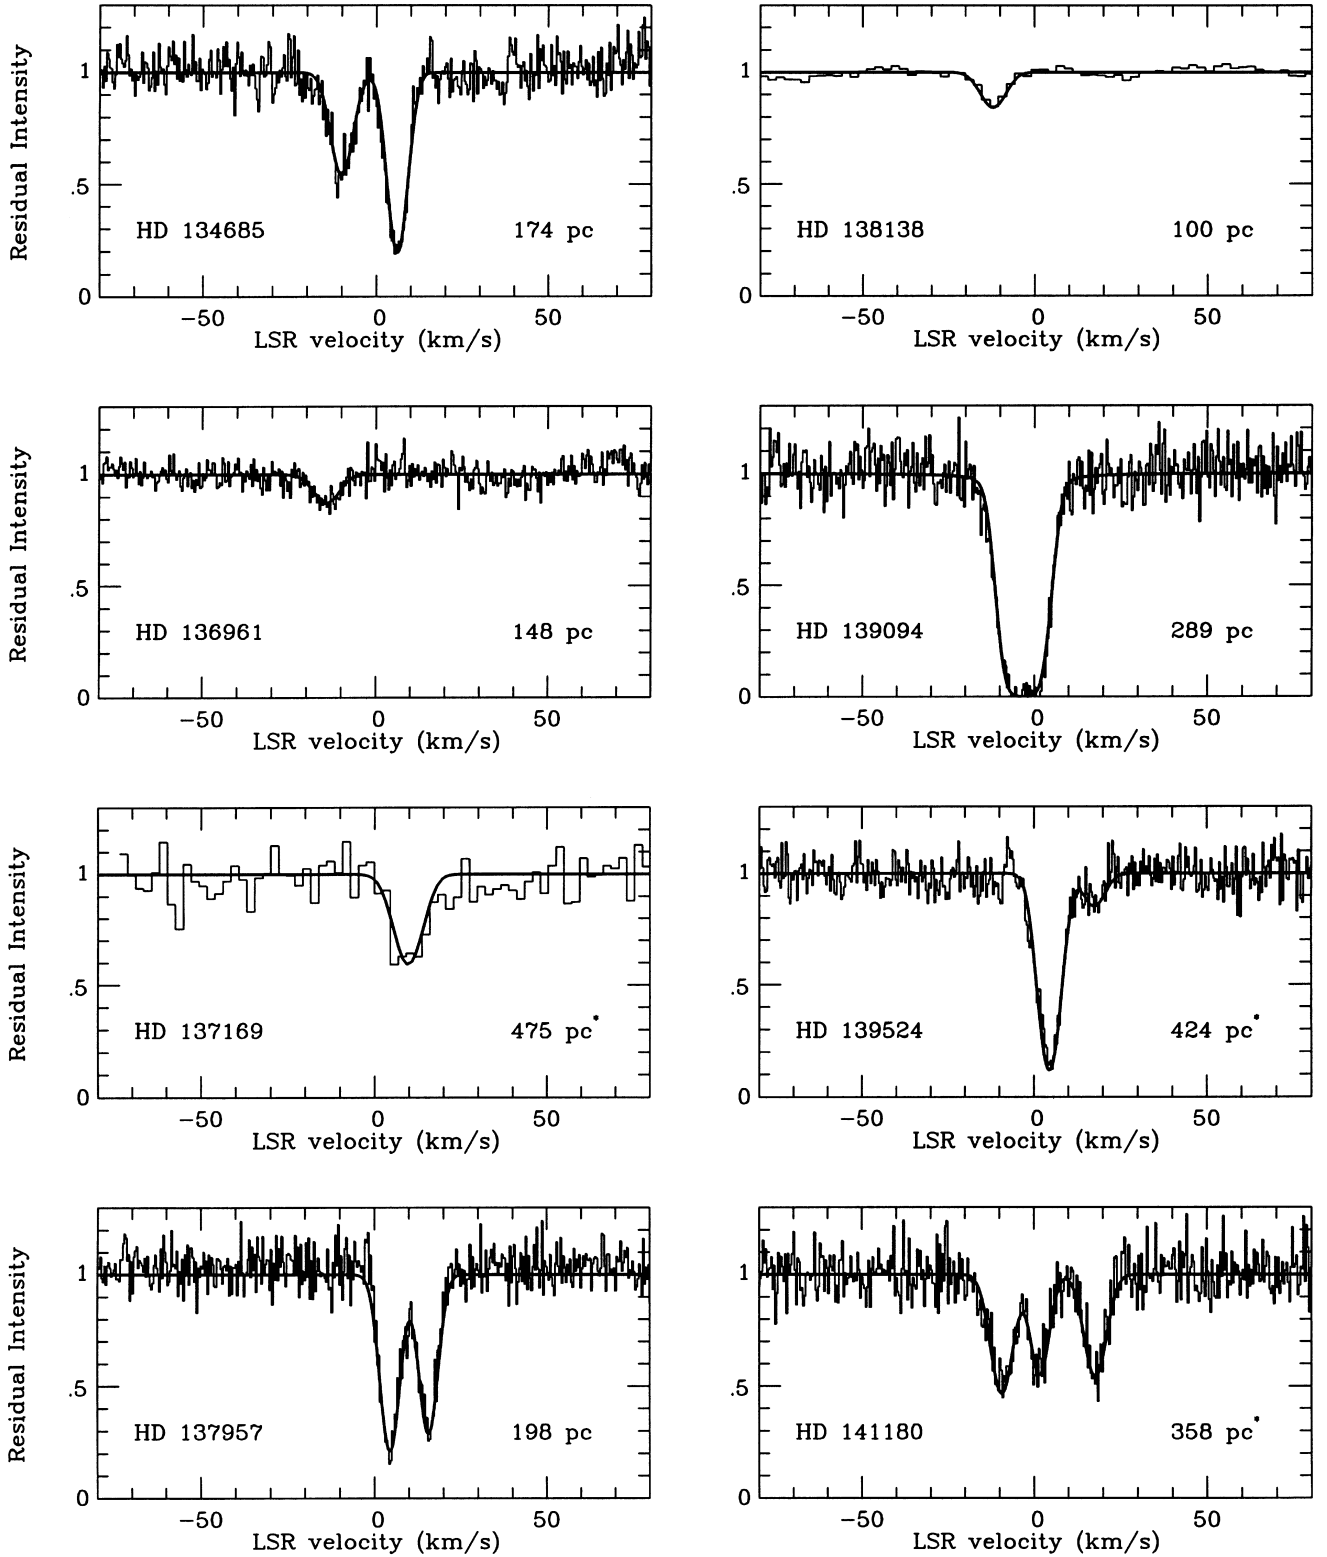 Residual Intensity
1
.5
0
HD 134685
174 pc
−50
0
50
LSR velocity (km/s)
1
.5
0
HD 138138
100 pc
−50
0
50
LSR velocity (km/s)
Residual Intensity
1
.5
0
HD 136961
148 pc
−50
0
50
LSR velocity (km/s)
1
.5
0
HD 139094
289 pc
−50
0
50
LSR velocity (km/s)
Residual Intensity
1
.5
0
HD 137169
475 pc*
−50
0
50
LSR velocity (km/s)
1
.5
0
HD 139524
424 pc*
−50
0
50
LSR velocity (km/s)
Residual Intensity
1
.5
0
HD 137957
198 pc
−50
0
50
LSR velocity (km/s)
1
.5
0
HD 141180
358 pc*
−50
0
50
LSR velocity (km/s)